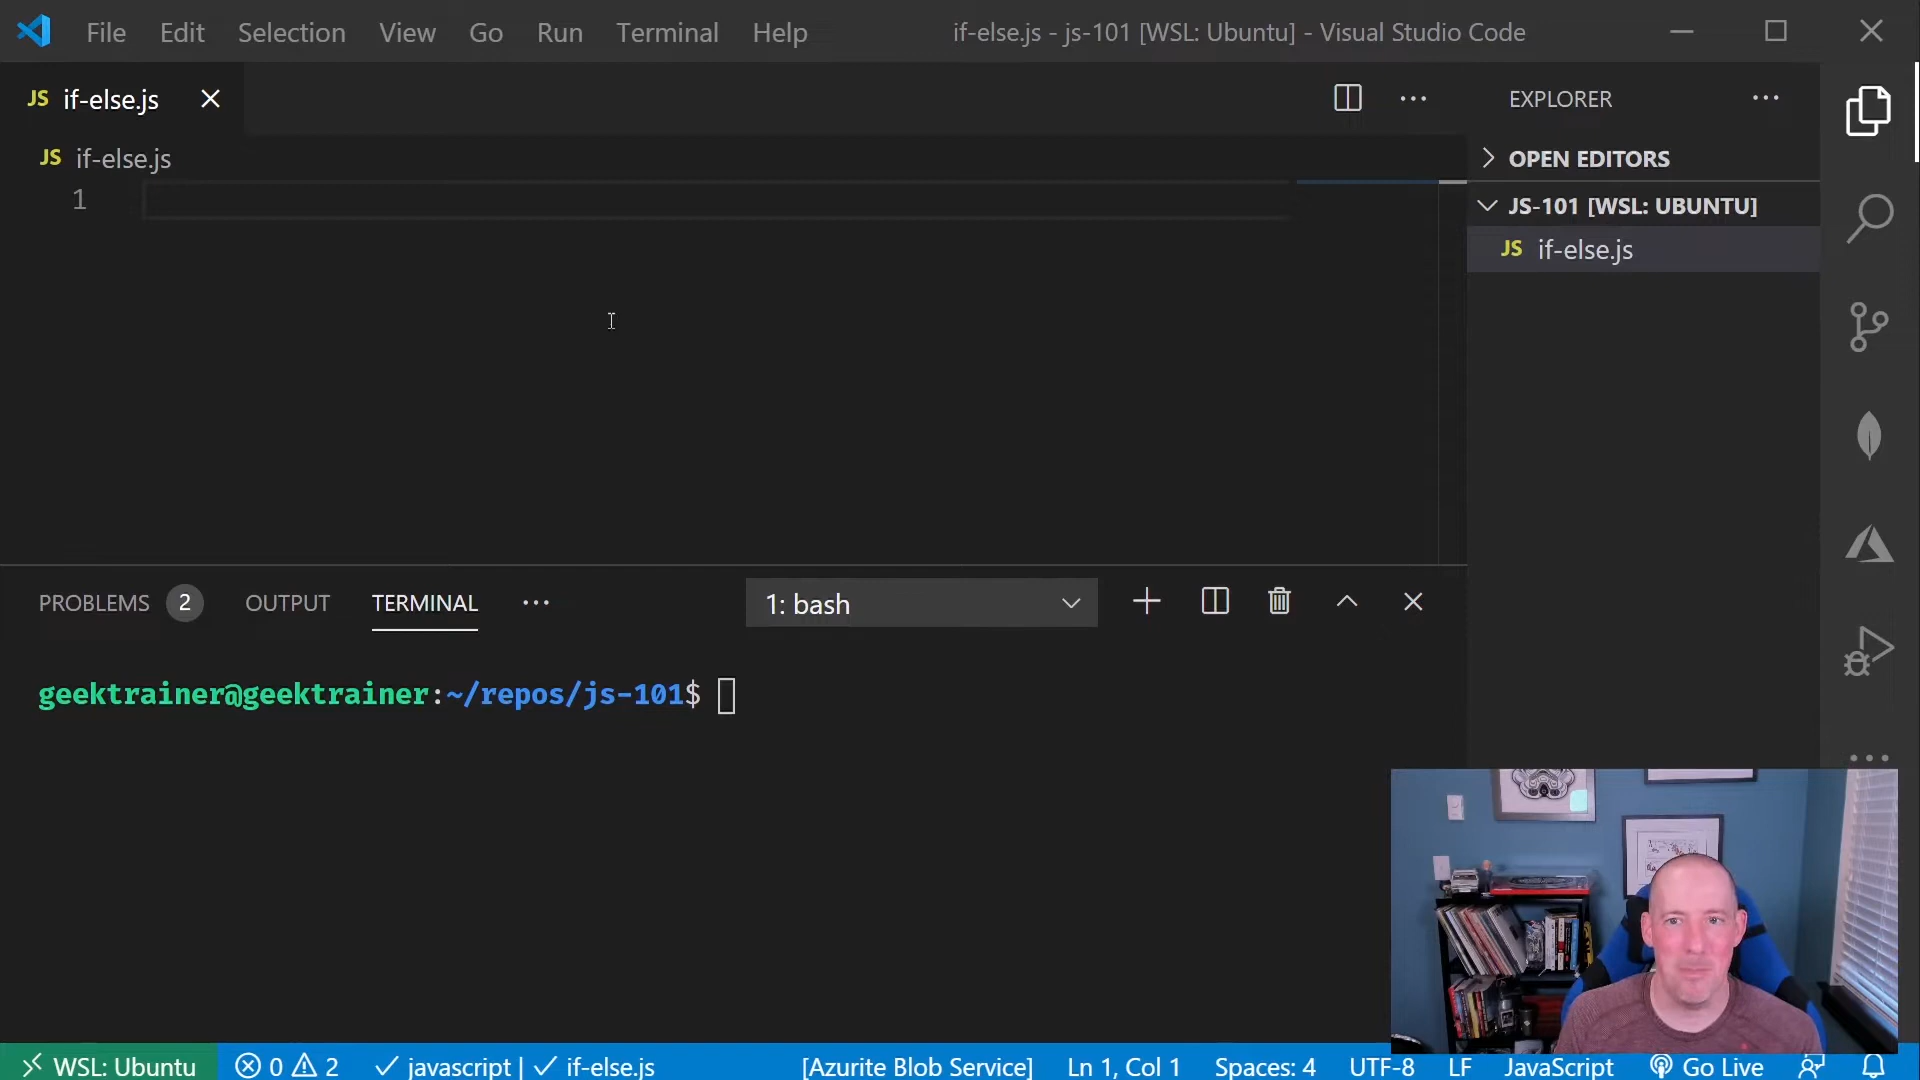 File Edit Selection View Go Run Terminal Help if-else.js - js-101 [WSL: Ubuntu] - Visual Studio Code
JS if-else.js
EXPLORER
JS if-else.js
OPEN EDITORS
1
JS-101 [WSL: UBUNTU]
JS if-else.js
PROBLEMS 2 OUTPUT TERMINAL 1: bash
geektrainer@geektrainer:~/repos/js-101$
WSL: Ubuntu 0 2 javascript | if-else.js [Azurite Blob Service] Ln 1, Col 1 Spaces: 4 UTF-8 LF JavaScript Go Live